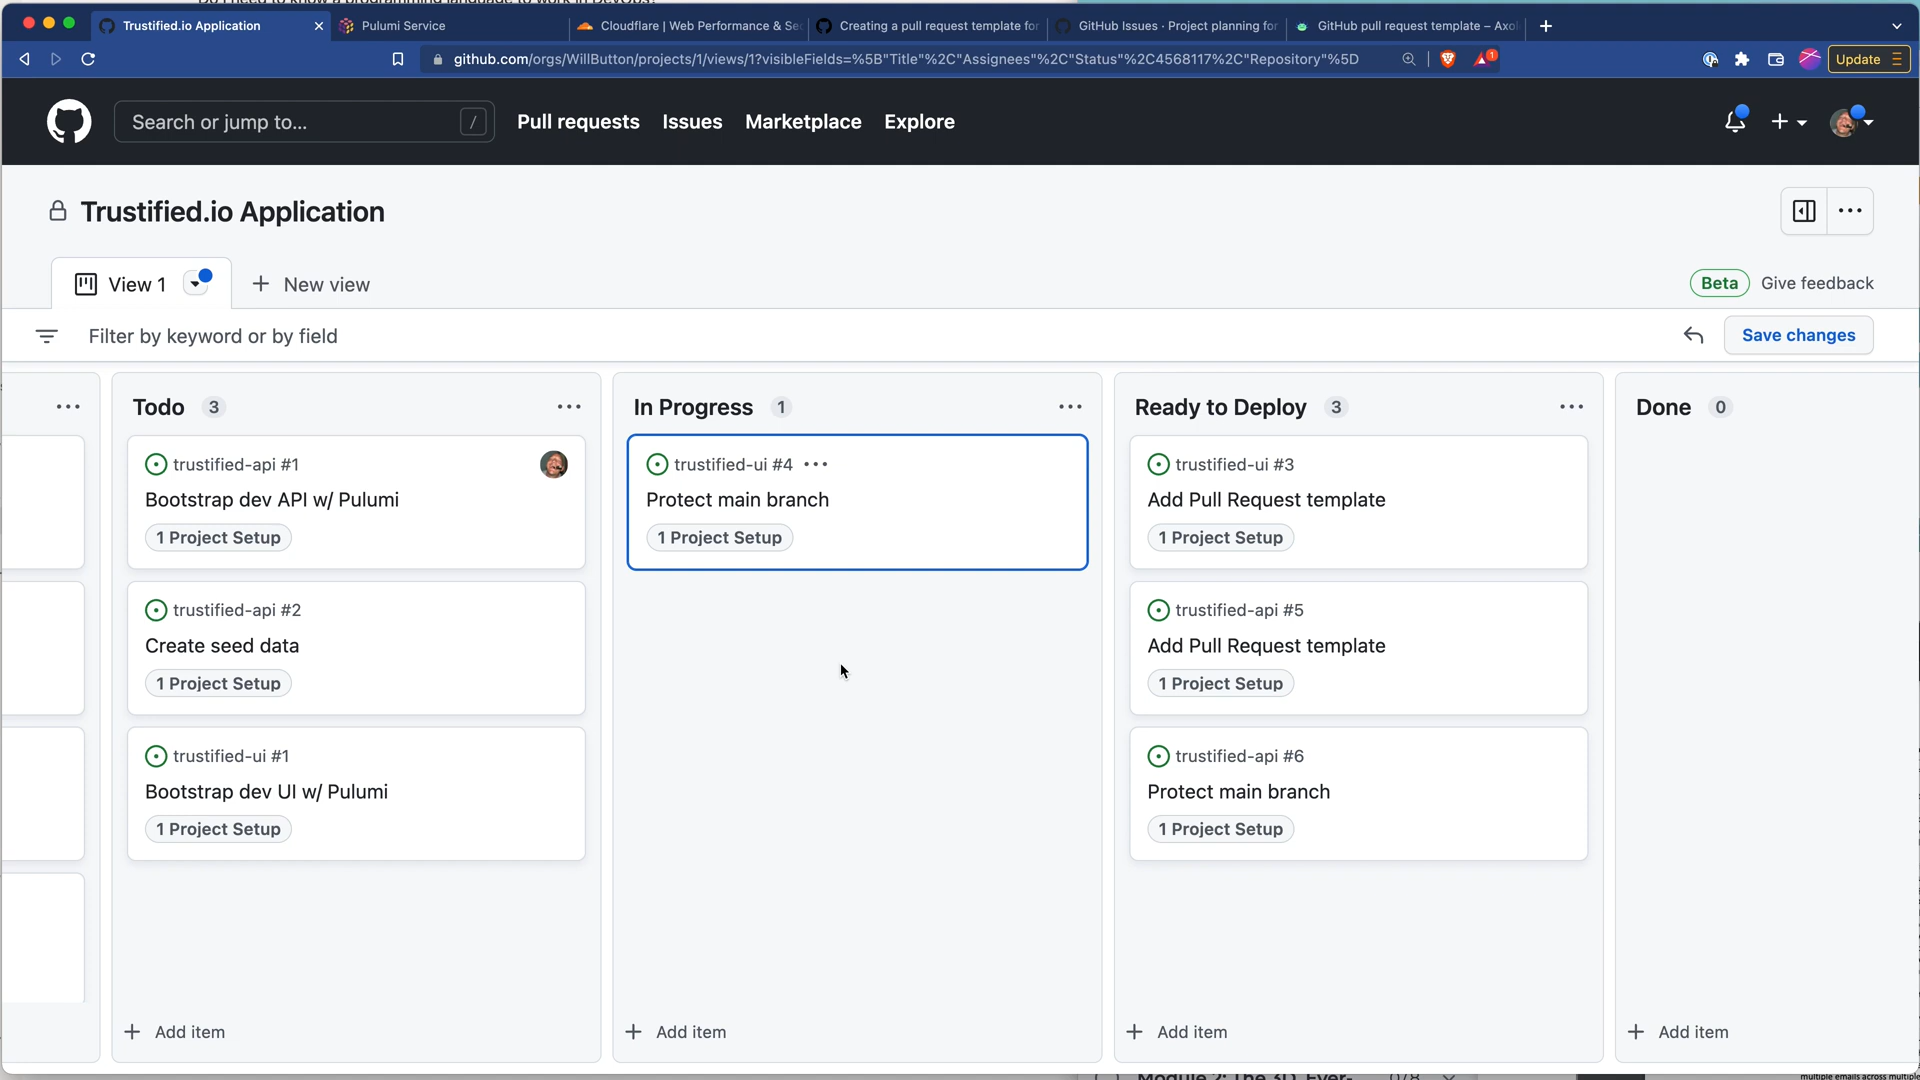 Trustified.io Application
Pulumi Service
Cloudflare | Web Performance & Sec
Creating a pull request template for
GitHub Issues · Project planning for
GitHub pull request template – Axol
github.com/orgs/WillButton/projects/1/views/1?visibleFields=%5B"Title"%2C"Assignees"%2C"Status"%2C4568117%2C"Repository"%5D
1
Update
Search or jump to...
/
Pull requests
Issues
Marketplace
Explore
Trustified.io Application
View 1
New view
Beta
Give feedback
Filter by keyword or by field
Save changes
Todo 3
trustified-api #1
Bootstrap dev API w/ Pulumi
1 Project Setup
trustified-api #2
Create seed data
1 Project Setup
trustified-ui #1
Bootstrap dev UI w/ Pulumi
1 Project Setup
Add item
In Progress 1
trustified-ui #4
Protect main branch
1 Project Setup
Add item
Ready to Deploy 3
trustified-ui #3
Add Pull Request template
1 Project Setup
trustified-api #5
Add Pull Request template
1 Project Setup
trustified-api #6
Protect main branch
1 Project Setup
Add item
Done 0
Add item
multiple emails across multiple